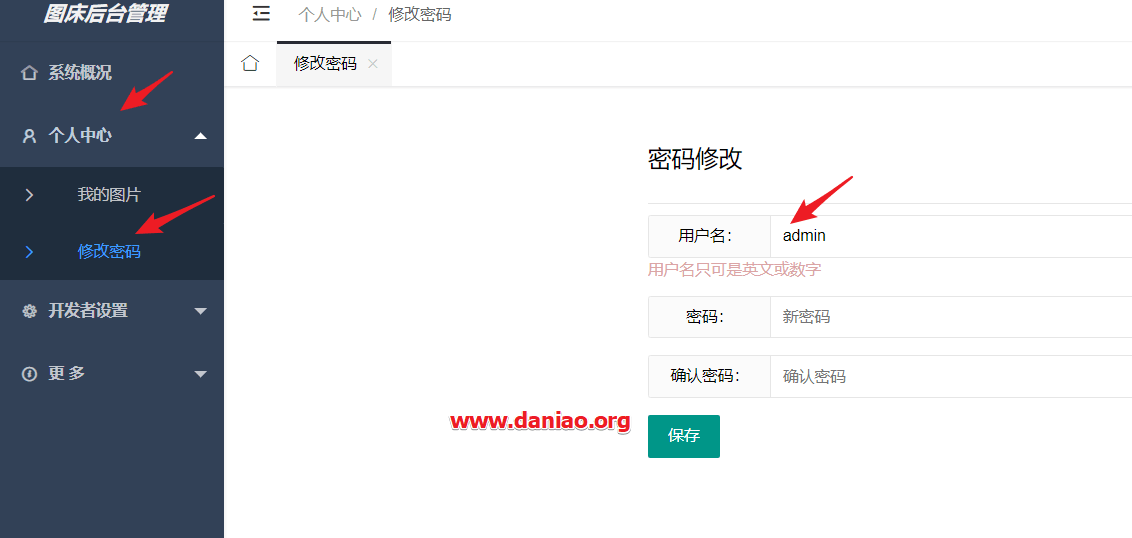 图床后台管理
个人中心 / 修改密码
系统概况
修改密码
个人中心
我的图片
修改密码
开发者设置
更 多
密码修改
用户名: admin
用户名只可是英文或数字
密码: 新密码
确认密码: 确认密码
www.daniao.org
保存